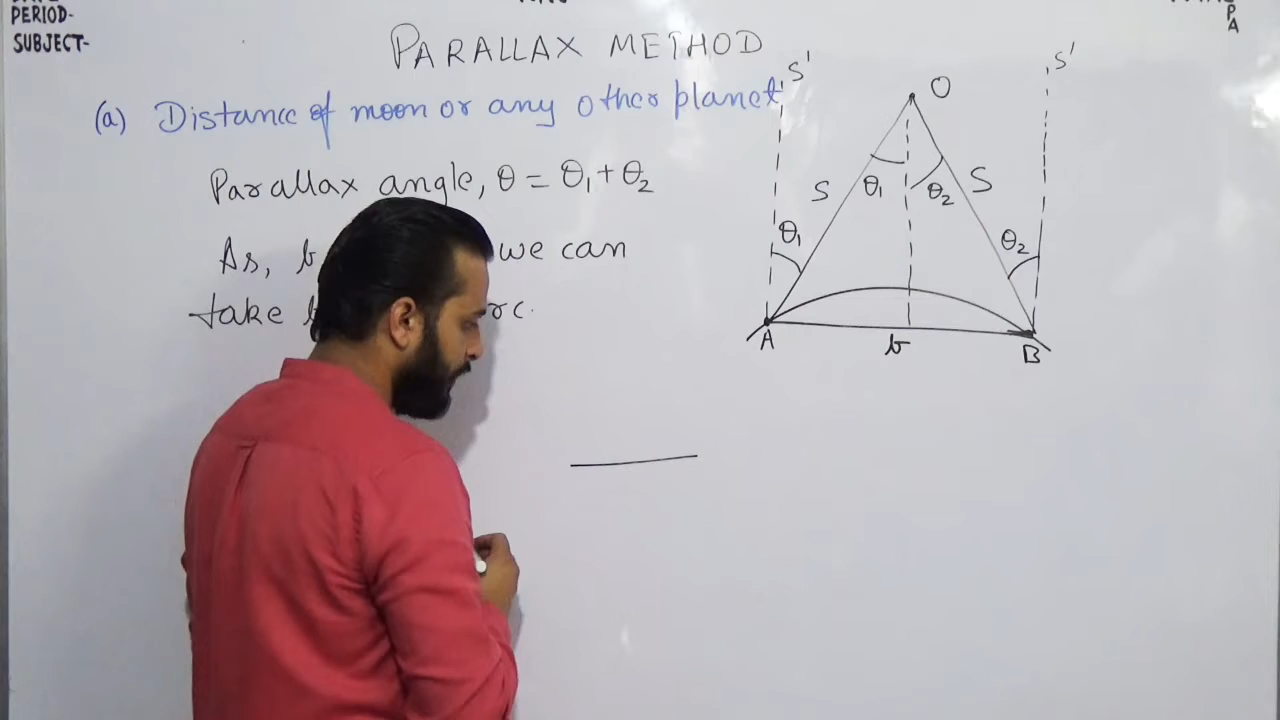 PERIOD-
SUBJECT-
PARALLAX METHOD
(a) Distance of moon or any other planet
Parallax angle, θ = θ₁ + θ₂
As, b we can
take
S'
S'
O
θ₁
θ₂
S
S
θ₁
θ₂
A
b
B
P
A